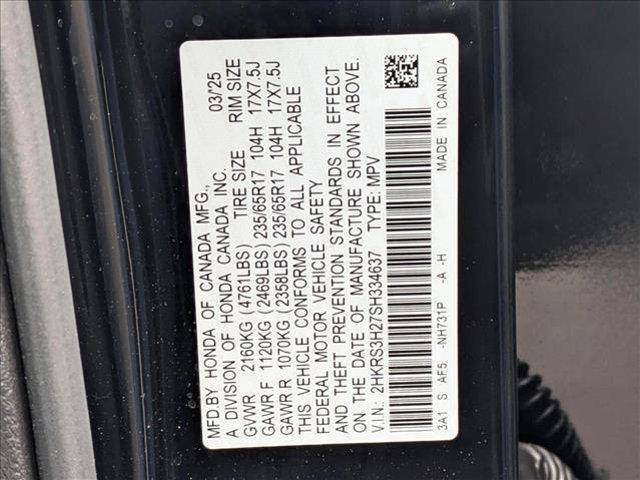 MFD.BY HONDA OF CANADA MFG., 03/25
A DIVISION OF HONDA CANADA INC.
GVWR 2160KG (4761LBS) TIRE SIZE RIM SIZE
GAWR F 1120KG (2469LBS) 235/65R17 104H 17X7.5J
GAWR R 1070KG (2358LBS) 235/65R17 104H 17X7.5J
THIS VEHICLE CONFORMS TO ALL APPLICABLE
FEDERAL MOTOR VEHICLE SAFETY
AND THEFT PREVENTION STANDARDS IN EFFECT
ON THE DATE OF MANUFACTURE SHOWN ABOVE.
V.I.N.: 2HKRS3H27SH334637 TYPE: MPV
3A1 S AF5 -NH731P -A -H MADE IN CANADA